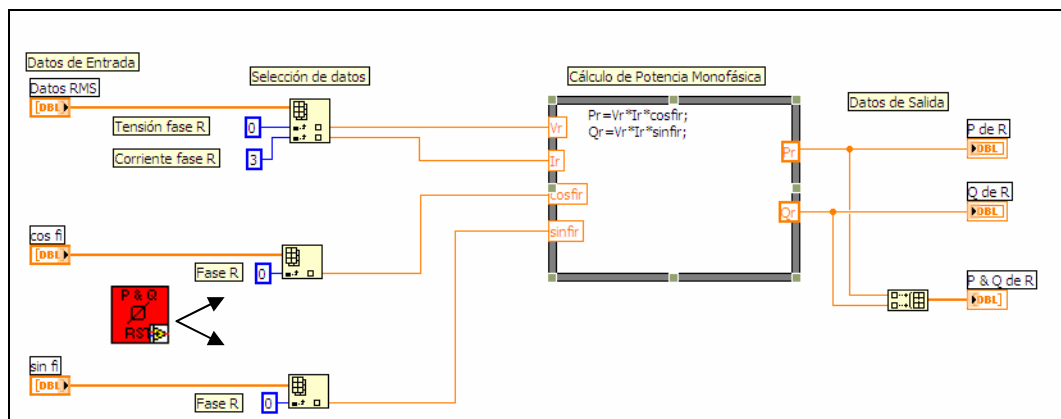 Datos de Entrada
Datos RMS
[DBL]
Selección de datos
Tensión fase R
0
Corriente fase R
3
Cálculo de Potencia Monofásica
Pr=Vr*Ir*cosfir;
Qr=Vr*Ir*sinfir;
Vr
Ir
cosfir
sinfir
Pr
Qr
Datos de Salida
P de R
DBL
Q de R
DBL
P & Q de R
DBL]
cos fi
[DBL
Fase R
0
P & Q
RST
sin fi
[DBL
Fase R
0